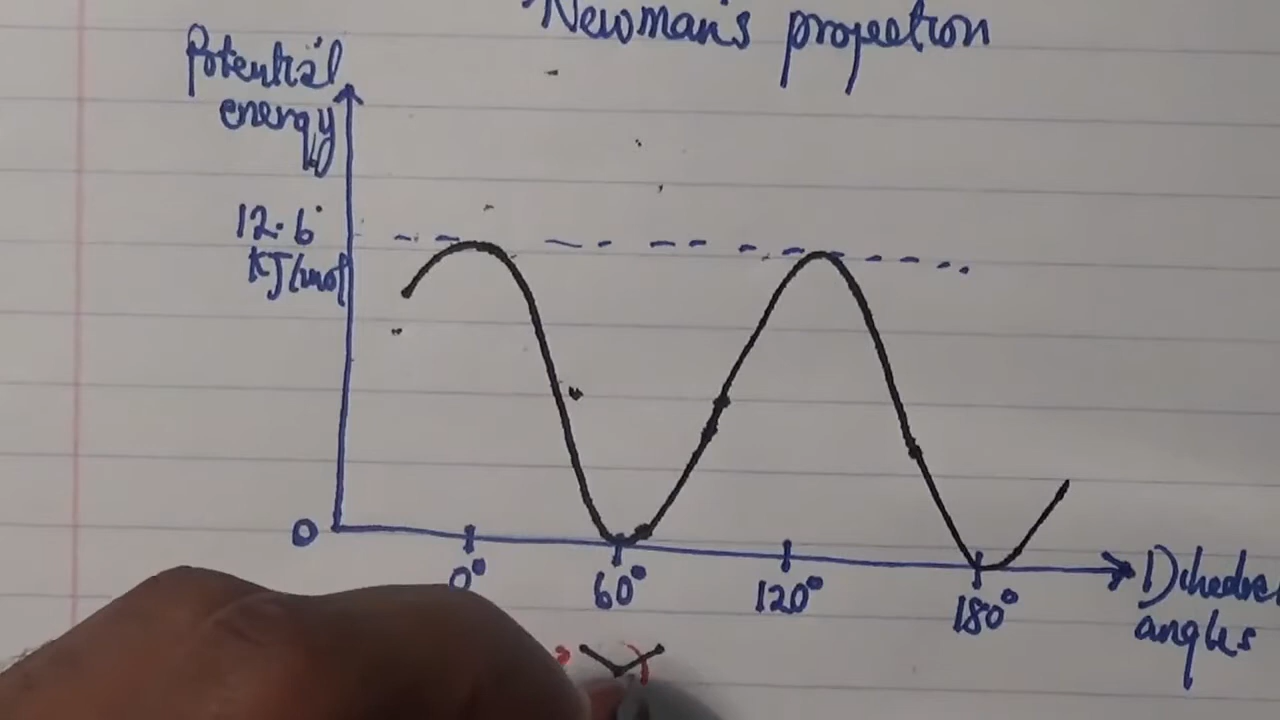 Newman's projection
Potential
energy
12.6
KJ/mol
0
0°
60°
120°
180°
Dihedral
angles